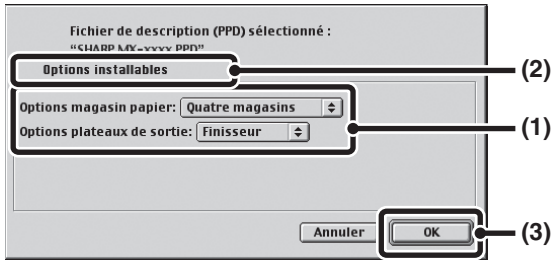 Fichier de description (PPD) sélectionné :
“SHARP MX-xxxx PPD”
Options installables
(2)
Options magasin papier: Quatre magasins
(1)
Options plateaux de sortie: Finisseur
Annuler
OK
(3)